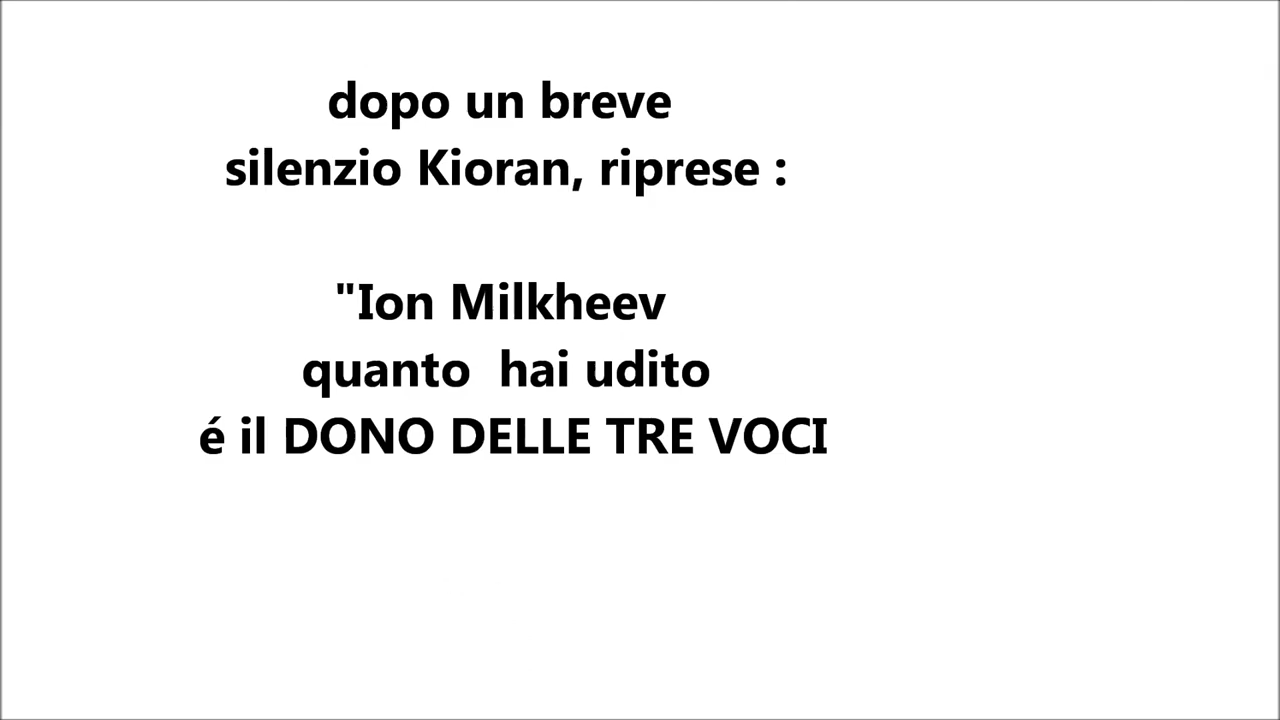 dopo un breve
silenzio Kioran, riprese :
"Ion Milkheev
quanto  hai udito
é il DONO DELLE TRE VOCI